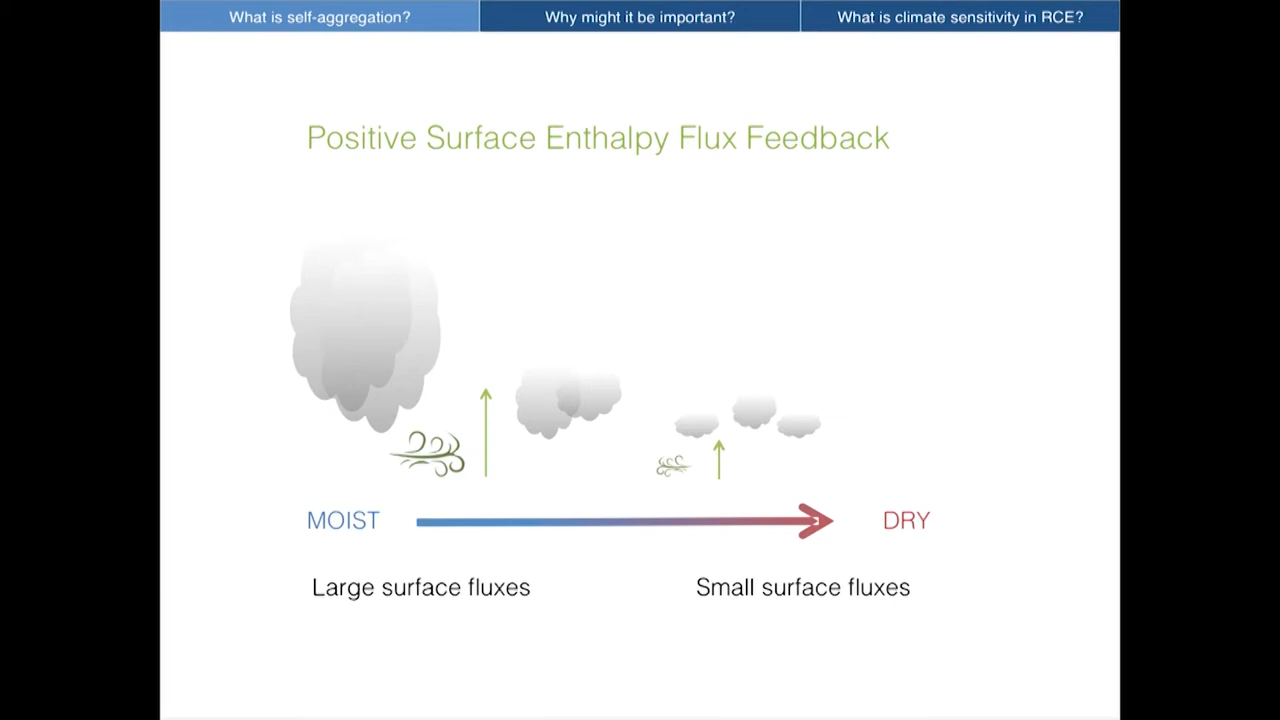 What is self-aggregation?
Why might it be important?
What is climate sensitivity in RCE?
Positive Surface Enthalpy Flux Feedback
MOIST
DRY
Large surface fluxes
Small surface fluxes